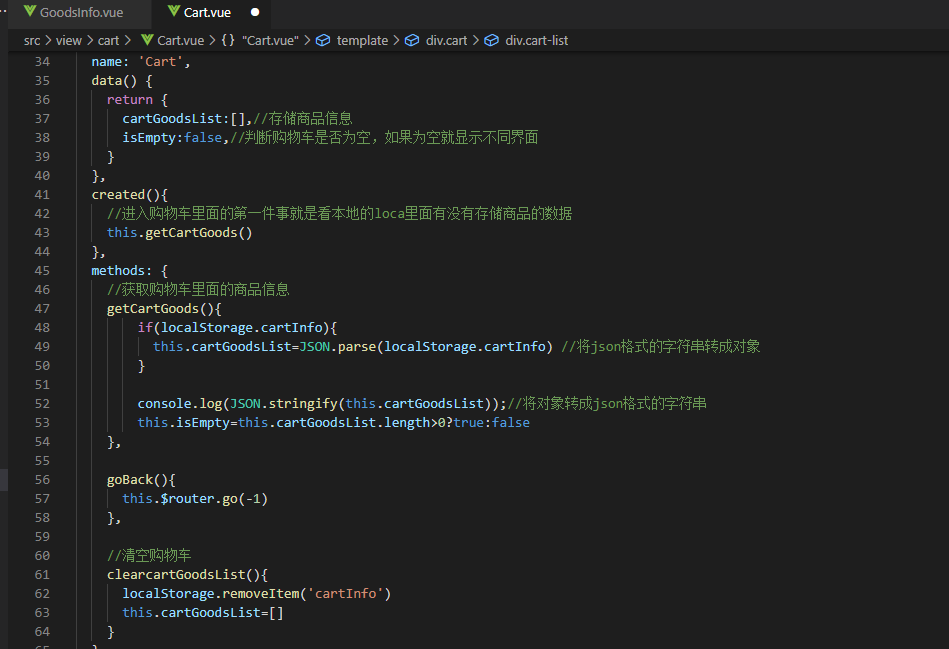 GoodsInfo.vue Cart.vue
src > view > cart > Cart.vue > {} "Cart.vue" > template > div.cart > div.cart-list
34 name: 'Cart',
35 data() {
36 return {
37 cartGoodsList:[],//存储商品信息
38 isEmpty:false,//判断购物车是否为空，如果为空就显示不同界面
39 }
40 },
41 created(){
42 //进入购物车里面的第一件事就是看本地的loca里面有没有存储商品的数据
43 this.getCartGoods()
44 },
45 methods: {
46 //获取购物车里面的商品信息
47 getCartGoods(){
48 if(localStorage.cartInfo){
49 this.cartGoodsList=JSON.parse(localStorage.cartInfo) //将json格式的字符串转成对象
50 }
51
52 console.log(JSON.stringify(this.cartGoodsList));//将对象转成json格式的字符串
53 this.isEmpty=this.cartGoodsList.length>0?true:false
54 },
55
56 goBack(){
57 this.$router.go(-1)
58 },
59
60 //清空购物车
61 clearcartGoodsList(){
62 localStorage.removeItem('cartInfo')
63 this.cartGoodsList=[]
64 }